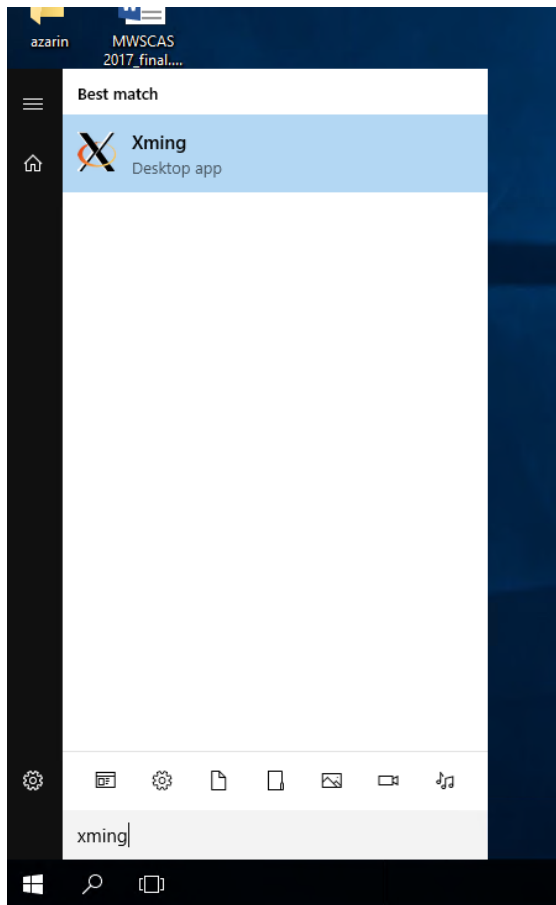 azarin
MWSCAS
2017_final....
Best match
Xming
Desktop app
xming